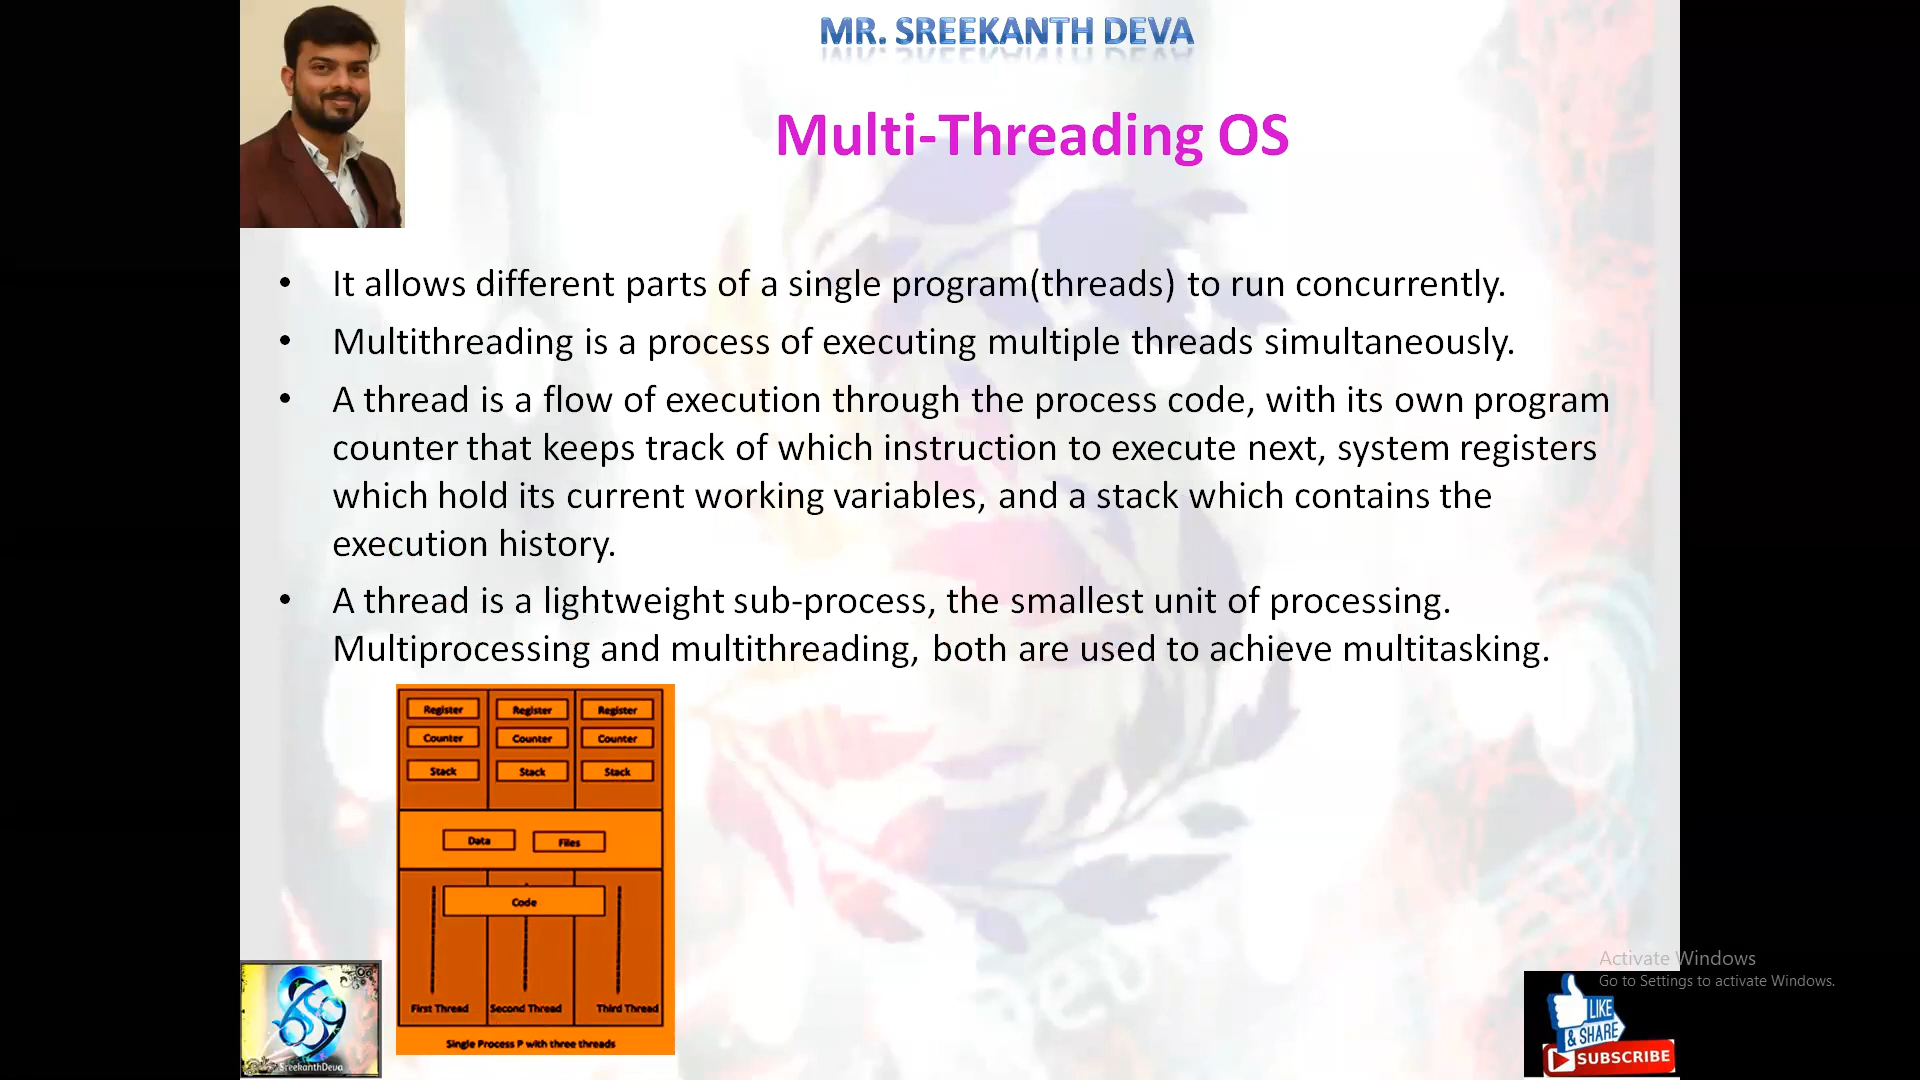 MR. SREEKANTH DEVA
Multi-Threading OS
• It allows different parts of a single program(threads) to run concurrently.
• Multithreading is a process of executing multiple threads simultaneously.
• A thread is a flow of execution through the process code, with its own program
counter that keeps track of which instruction to execute next, system registers
which hold its current working variables, and a stack which contains the
execution history.
• A thread is a lightweight sub-process, the smallest unit of processing.
Multiprocessing and multithreading, both are used to achieve multitasking.
Register Register Register
Counter Counter Counter
Stack Stack Stack
Data Files
Code
First Thread Second Thread Third Thread
Single Process P with three threads
SreekanthDeva
Activate Windows
Go to Settings to activate Windows.
LIKE
& SHARE
SUBSCRIBE